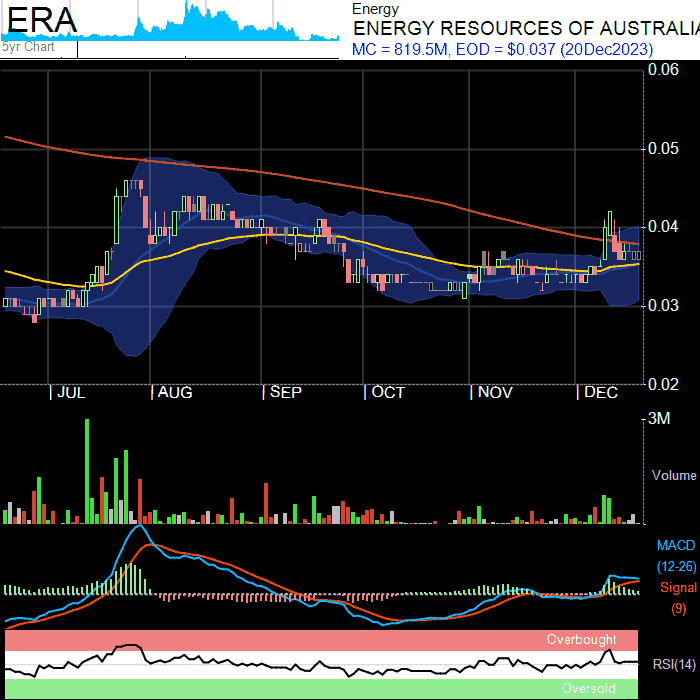 ERA
5yr Chart
Energy
ENERGY RESOURCES OF AUSTRALIA
MC = 819.5M, EOD = $0.037 (20Dec2023)
0.06
0.05
0.04
0.03
0.02
| JUL | AUG | SEP | OCT | NOV | DEC
3M
Volume
MACD
(12-26)
Signal
(9)
Overbought
RSI(14)
Oversold